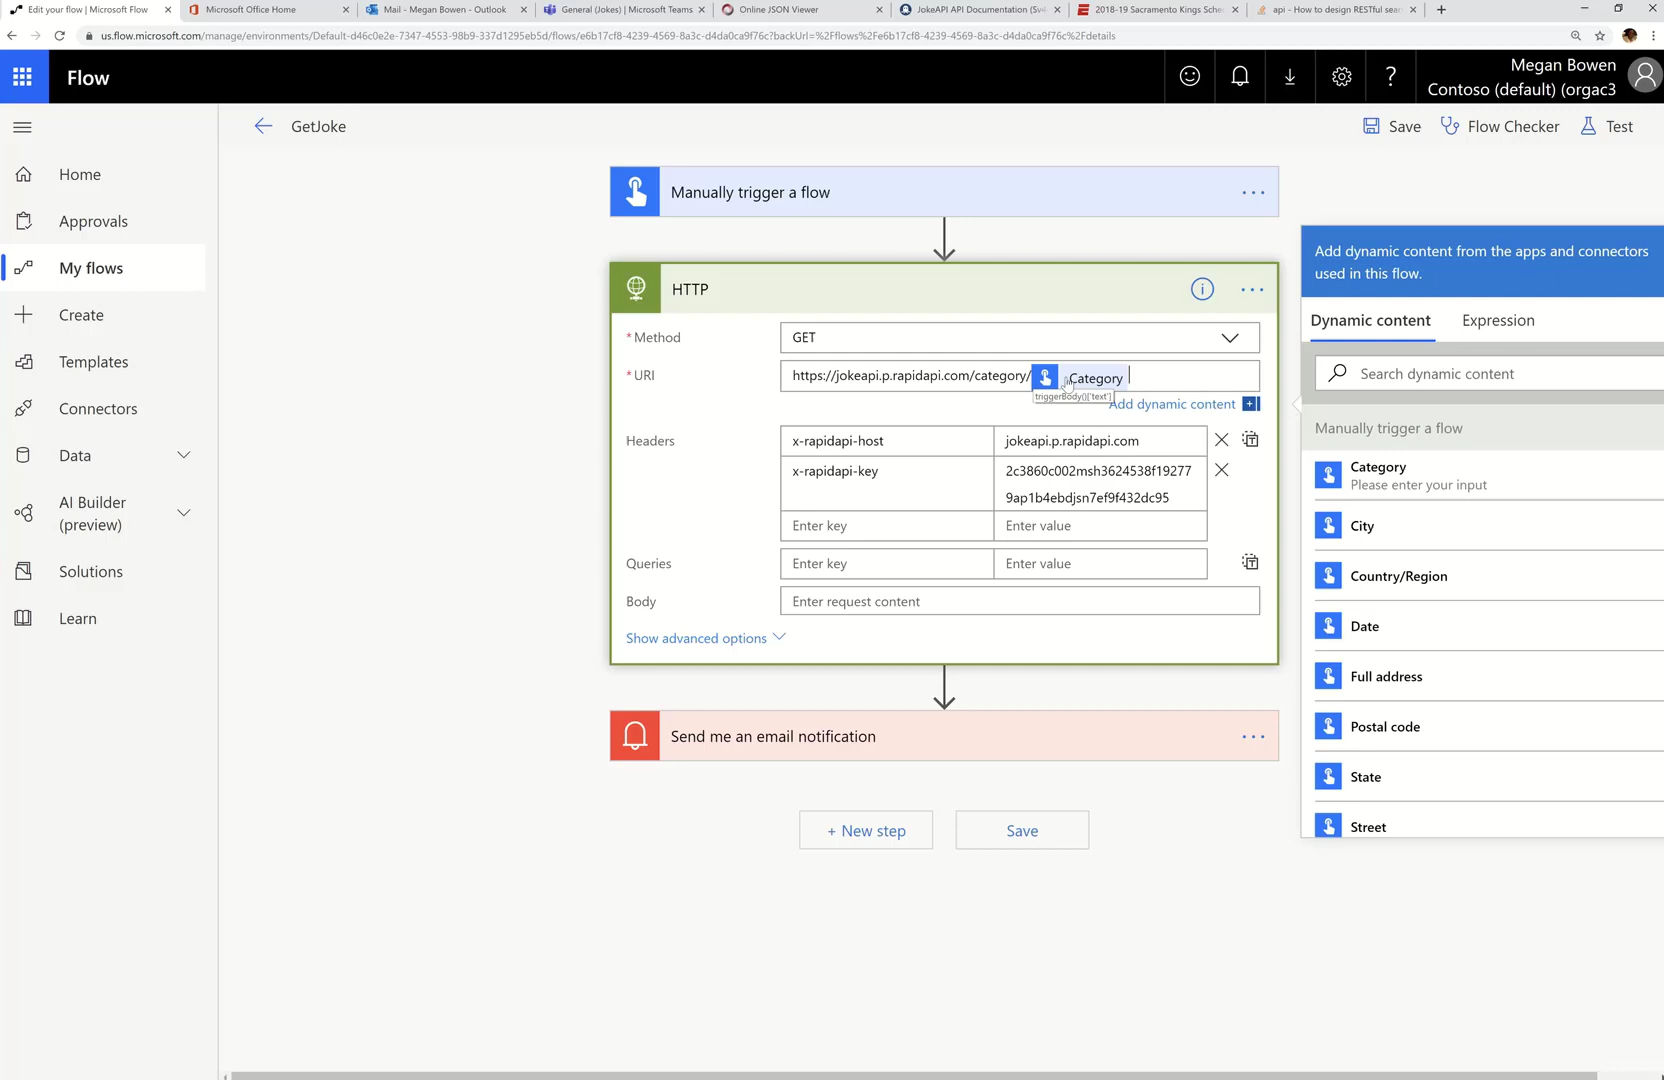 Edit your flow | Microsoft Flow
Microsoft Office Home
Mail - Megan Bowen - Outlook
General (Jokes) | Microsoft Teams
Online JSON Viewer
JokeAPI API Documentation (Sv4
2018-19 Sacramento Kings Sche
api - How to design RESTful sear
us.flow.microsoft.com/manage/environments/Default-d46c0e2e-7347-4553-98b9-337d1295eb5d/flows/e6b17cf8-4239-4569-8a3c-d4da0ca9f76c?backUrl=%2Fflows%2Fe6b17cf8-4239-4569-8a3c-d4da0ca9f76c%2Fdetails
Flow
?
Megan Bowen
Contoso (default) (orgac3
GetJoke
Save
Flow Checker
Test
Home
Approvals
My flows
Create
Templates
Connectors
Data
AI Builder
(preview)
Solutions
Learn
Manually trigger a flow
HTTP
* Method
GET
* URI
https://jokeapi.p.rapidapi.com/category/
Category
triggerBody()['text']
Add dynamic content
Headers
x-rapidapi-host
jokeapi.p.rapidapi.com
x-rapidapi-key
2c3860c002msh3624538f19277
9ap1b4ebdjsn7ef9f432dc95
Enter key
Enter value
Queries
Enter key
Enter value
Body
Enter request content
Show advanced options
Send me an email notification
+ New step
Save
Add dynamic content from the apps and connectors
used in this flow.
Dynamic content
Expression
Search dynamic content
Manually trigger a flow
Category
Please enter your input
City
Country/Region
Date
Full address
Postal code
State
Street